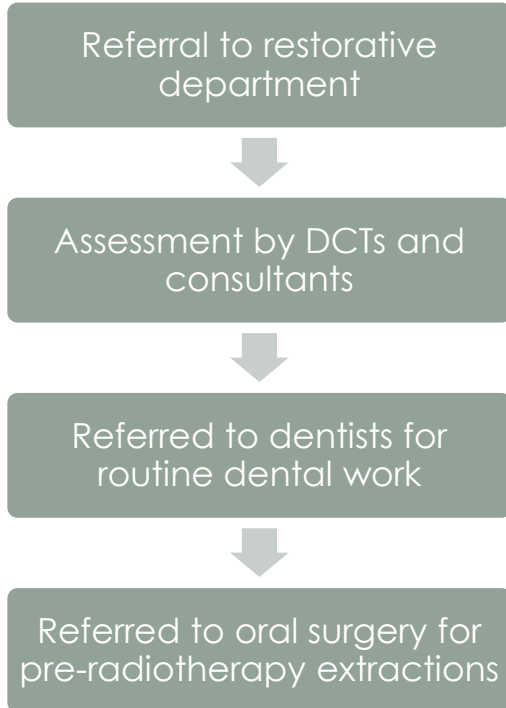 Referral to restorative
department
Assessment by DCTs and
consultants
Referred to dentists for
routine dental work
Referred to oral surgery for
pre-radiotherapy extractions